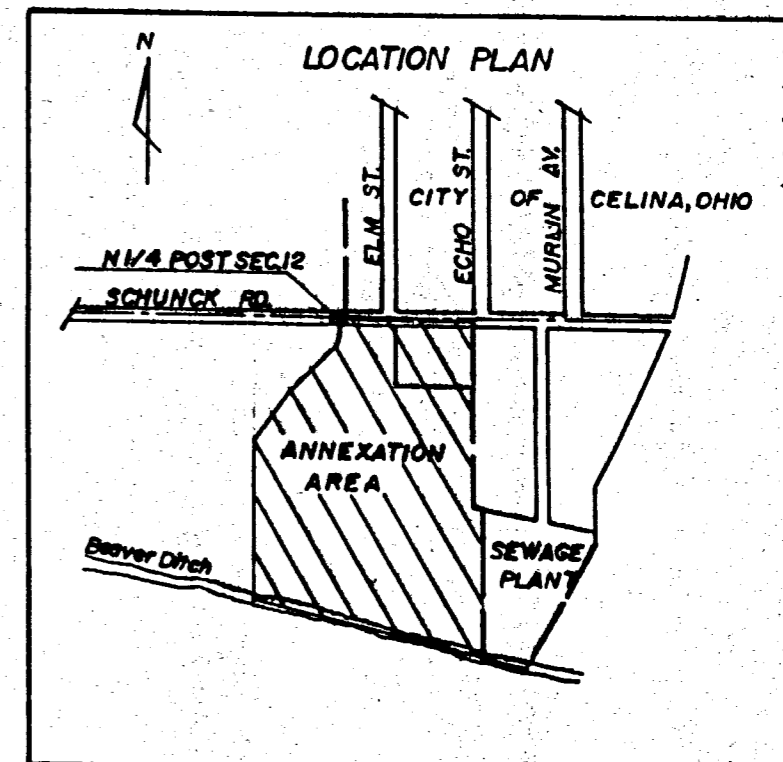 LOCATION PLAN
N
ELM ST.
CITY
ECHO ST.
OF
MURLIN AV.
CELINA, OHIO
N 1/4 POST SEC. 12
SCHUNCK RD.
ANNEXATION
AREA
Beaver Ditch
SEWAGE
PLANT